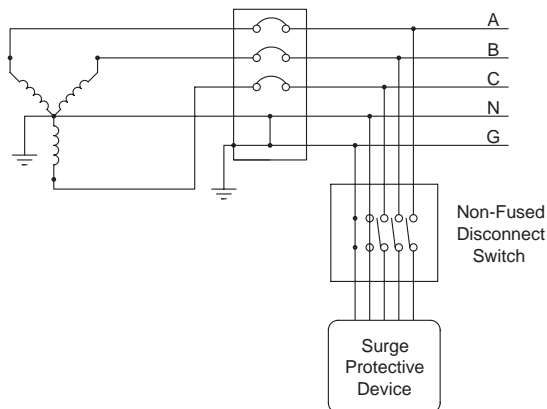 A
B
C
N
G
Non-Fused
Disconnect
Switch
Surge
Protective
Device